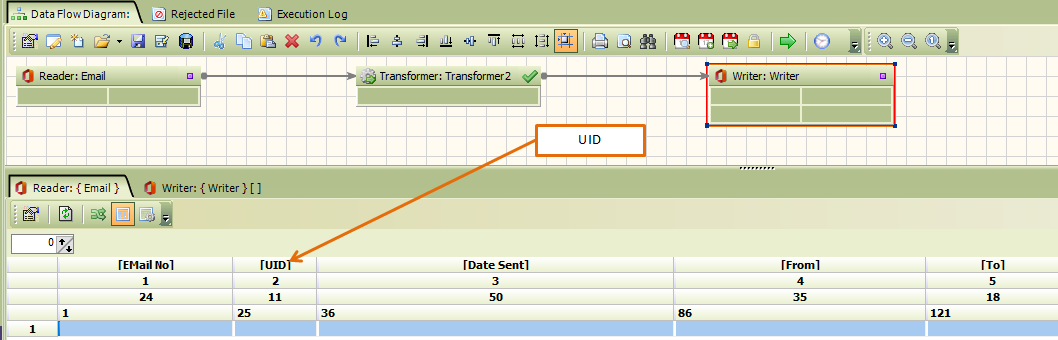 Data Flow Diagram:
Rejected File
Execution Log
Reader: Email
Transformer: Transformer2
Writer: Writer
UID
Reader: { Email }
Writer: { Writer } [ ]
0
[EMail No] [UID] [Date Sent] [From] [To]
1 2 3 4 5
24 11 50 35 18
1 25 36 86 121
1